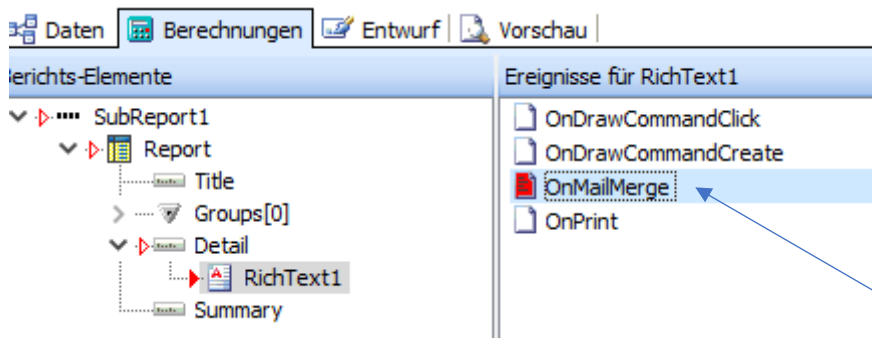 Daten Berechnungen Entwurf Vorschau
Berichts-Elemente
SubReport1
Report
Title
Groups[0]
Detail
RichText1
Summary
Ereignisse für RichText1
OnDrawCommandClick
OnDrawCommandCreate
OnMailMerge
OnPrint